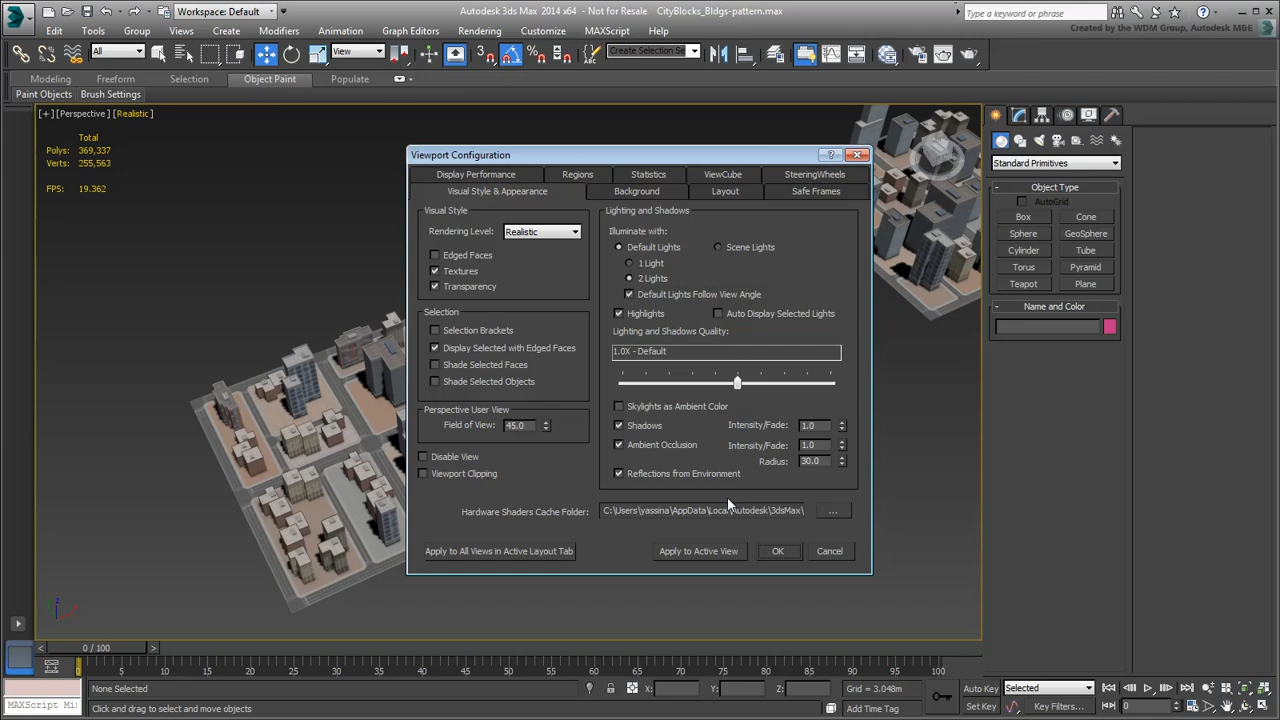 Workspace: Default
Autodesk 3ds Max 2014 x64 - Not for Resale CityBlocks_Bldgs-pattern.max
Type a keyword or phrase
Created by the WDM Group, Autodesk M&E
Edit Tools Group Views Create Modifiers Animation Graph Editors Rendering Customize MAXScript Help
All View Create Selection Se
Modeling Freeform Selection Object Paint Populate
Paint Objects Brush Settings
[+] [Perspective] [Realistic]
Total
Polys: 369,337
Verts: 255,563
FPS: 19.362
Viewport Configuration
Display Performance Regions Statistics ViewCube SteeringWheels
Visual Style & Appearance Background Layout Safe Frames
Visual Style
Rendering Level: Realistic
Edged Faces
Textures
Transparency
Selection
Selection Brackets
Display Selected with Edged Faces
Shade Selected Faces
Shade Selected Objects
Perspective User View
Field of View: 45.0
Disable View
Viewport Clipping
Lighting and Shadows
Illuminate with:
Default Lights Scene Lights
1 Light
2 Lights
Default Lights Follow View Angle
Highlights Auto Display Selected Lights
Lighting and Shadows Quality:
1.0X - Default
Skylights as Ambient Color
Shadows Intensity/Fade: 1.0
Ambient Occlusion Intensity/Fade: 1.0
Radius: 30.0
Reflections from Environment
Hardware Shaders Cache Folder: C:\Users\yassina\AppData\Local\Autodesk\3dsMax\ ...
Apply to All Views in Active Layout Tab Apply to Active View OK Cancel
Standard Primitives
- Object Type
AutoGrid
Box Cone
Sphere GeoSphere
Cylinder Tube
Torus Pyramid
Teapot Plane
- Name and Color
z
< 0 / 100 >
0 5 10 15 20 25 30 35 40 45 50 55 60 65 70 75 80 85 90 95 100
None Selected X: Y: Z: Grid = 3.048m Auto Key Selected
MAXScript Mi Click and drag to select and move objects Add Time Tag Set Key Key Filters... 0